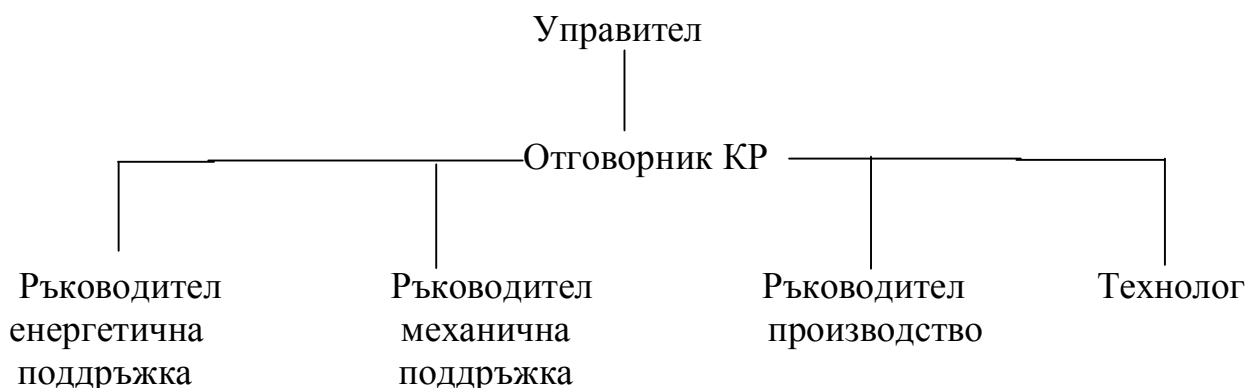 Управител
Отговорник КР
Ръководител
енергетична
поддръжка
Ръководител
механична
поддръжка
Ръководител
производство
Технолог